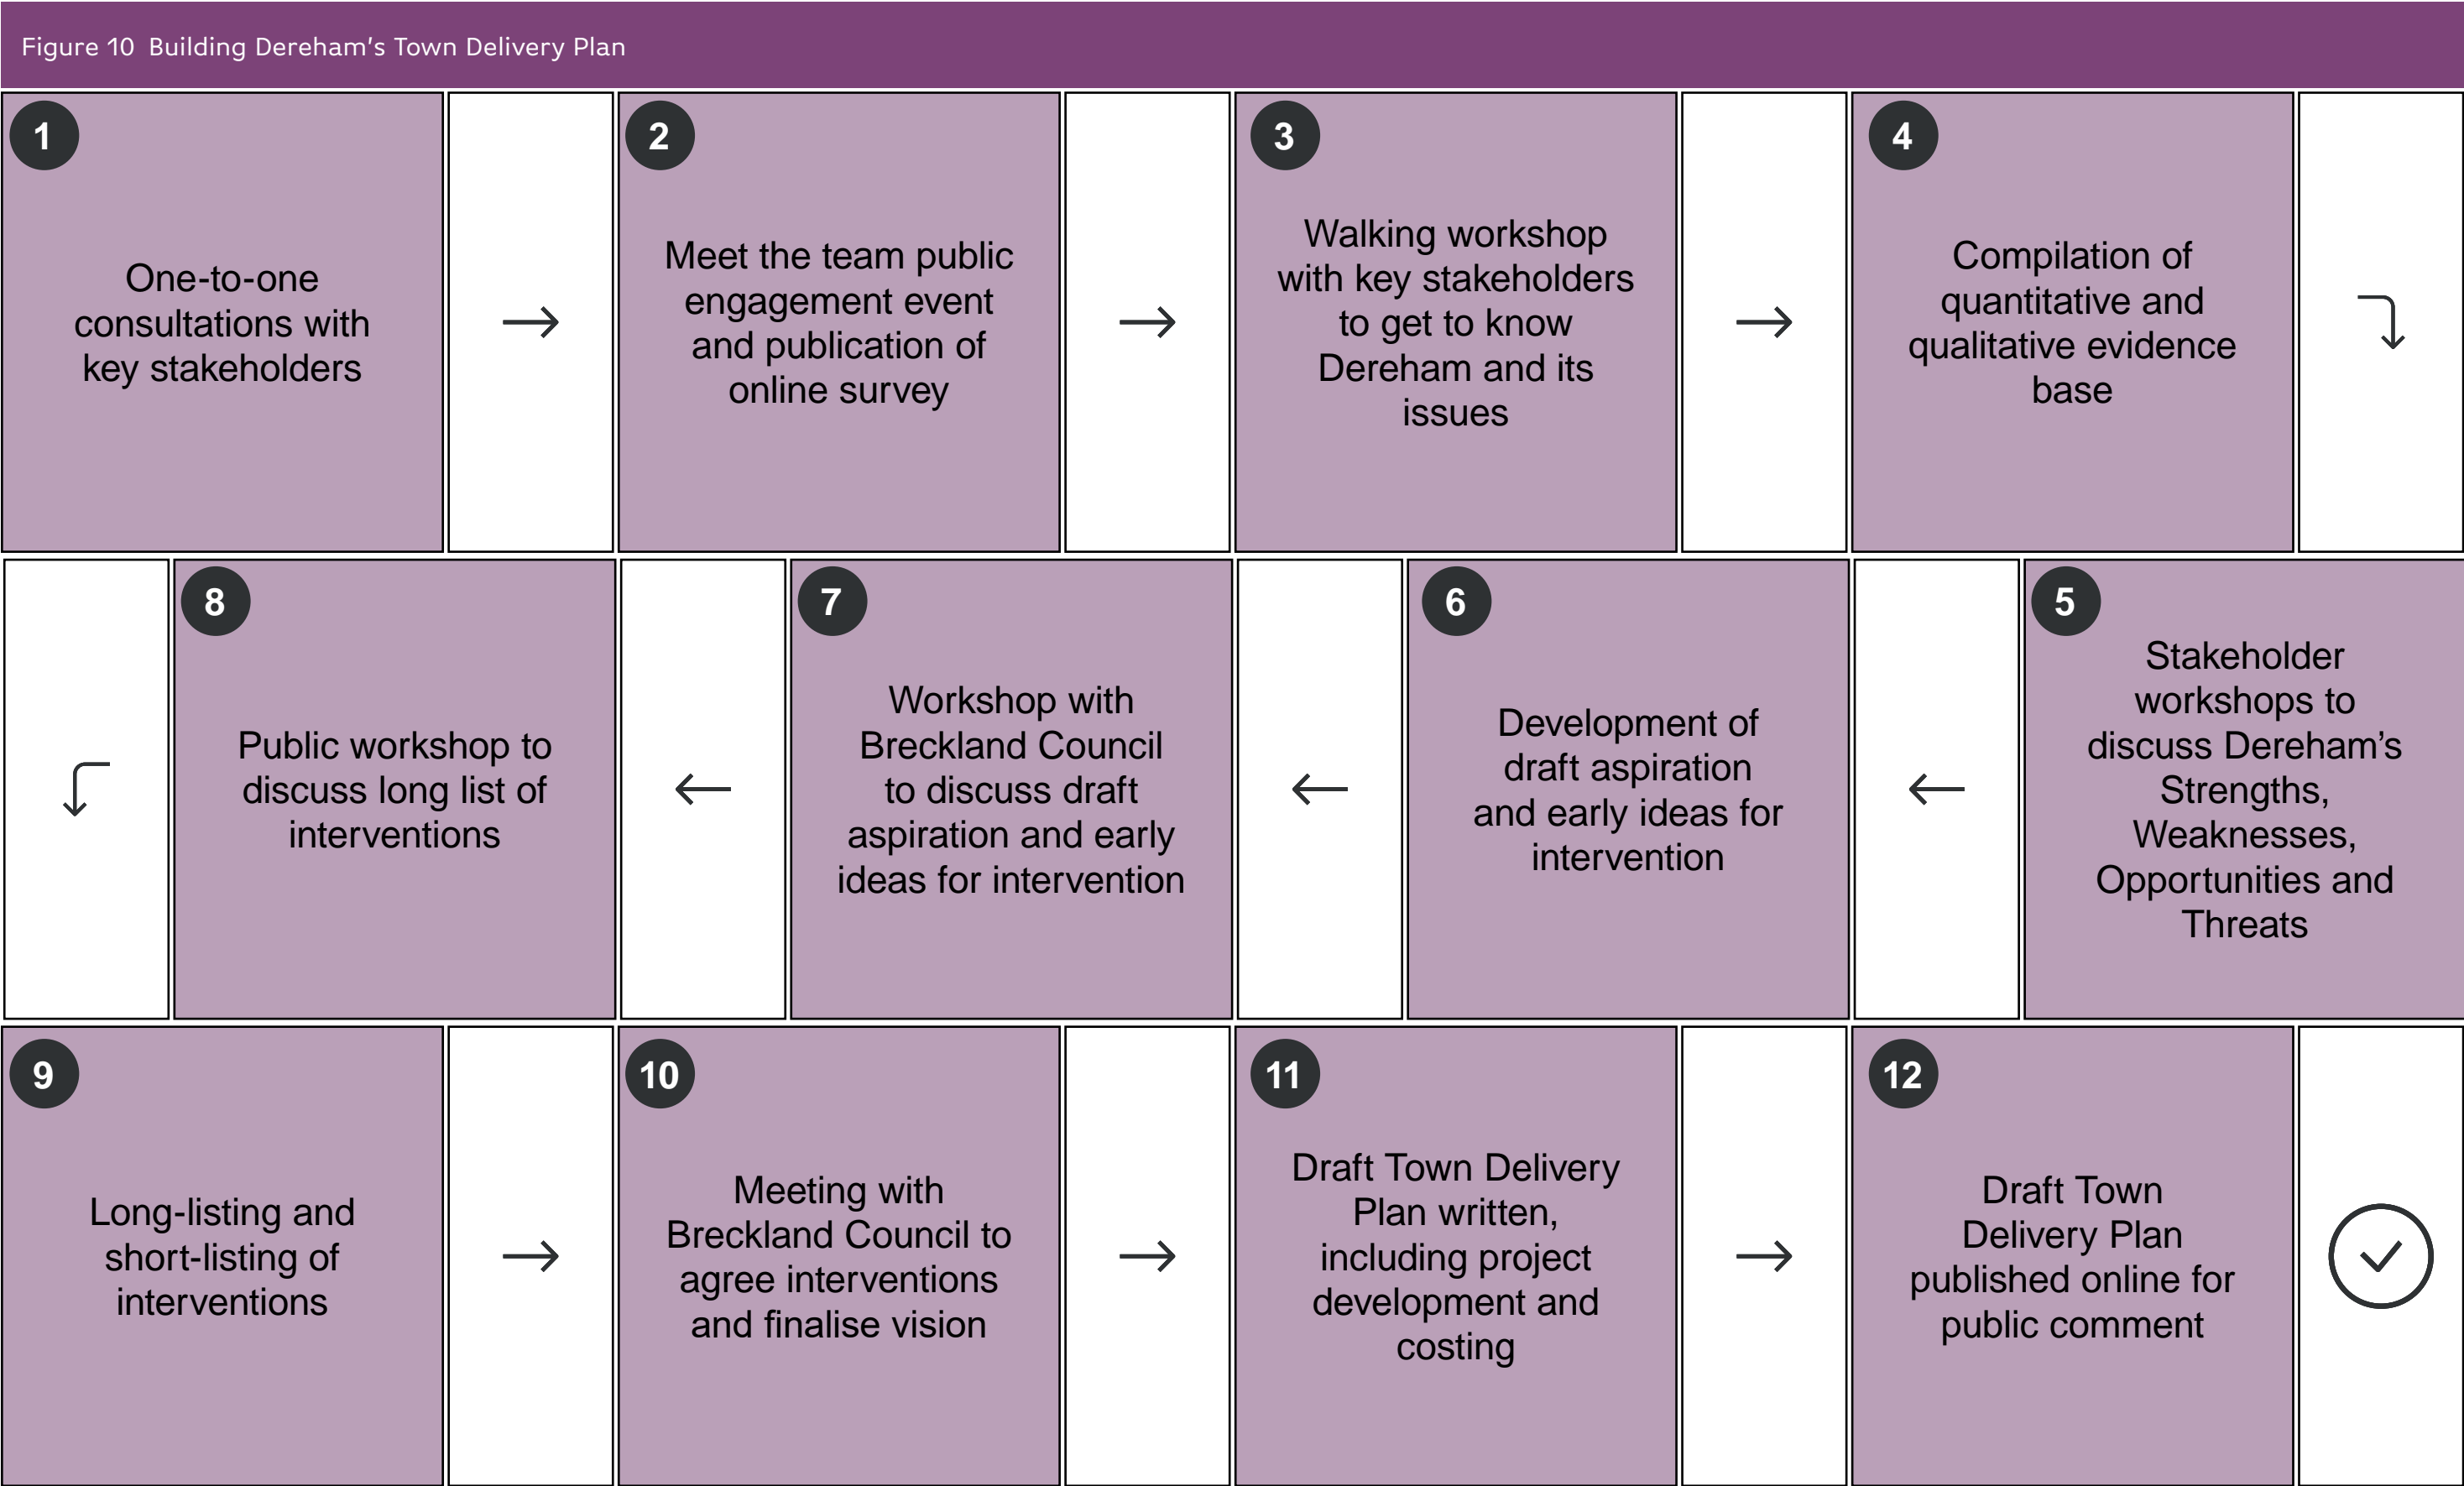 Figure 10 Building Dereham's Town Delivery Plan
1
One-to-one
consultations with
key stakeholders
2
Meet the team public
engagement event
and publication of
online survey
3
Walking workshop
with key stakeholders
to get to know
Dereham and its
issues
4
Compilation of
quantitative and
qualitative evidence
base
5
Stakeholder
workshops to
discuss Dereham's
Strengths,
Weaknesses,
Opportunities and
Threats
6
Development of
draft aspiration
and early ideas for
intervention
7
Workshop with
Breckland Council
to discuss draft
aspiration and early
ideas for intervention
8
Public workshop to
discuss long list of
interventions
9
Long-listing and
short-listing of
interventions
10
Meeting with
Breckland Council to
agree interventions
and finalise vision
11
Draft Town Delivery
Plan written,
including project
development and
costing
12
Draft Town
Delivery Plan
published online for
public comment